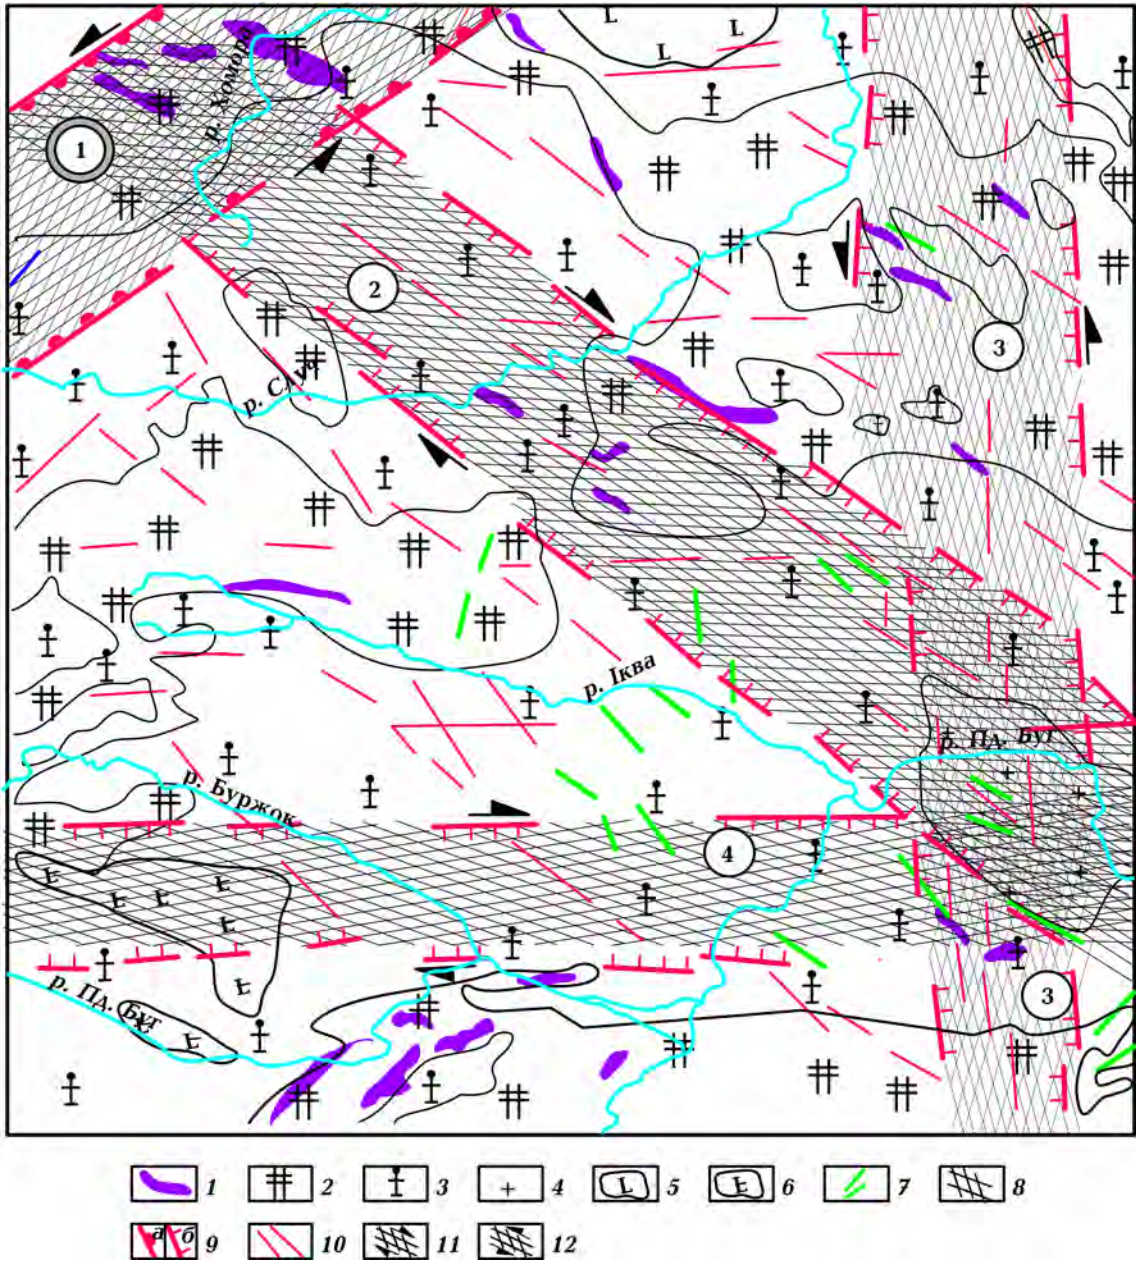 р. Хомора
L
L
L
1
2
3
р. Случ
р. Іква
р. Пд. Буг
р. Бужок
4
Ł
Ł
Ł
Ł
Ł
Ł
Ł
р. Пд. Буг
3
1
2
3
4
L 5
Ł 6
7
8
а б 9
10
11
12